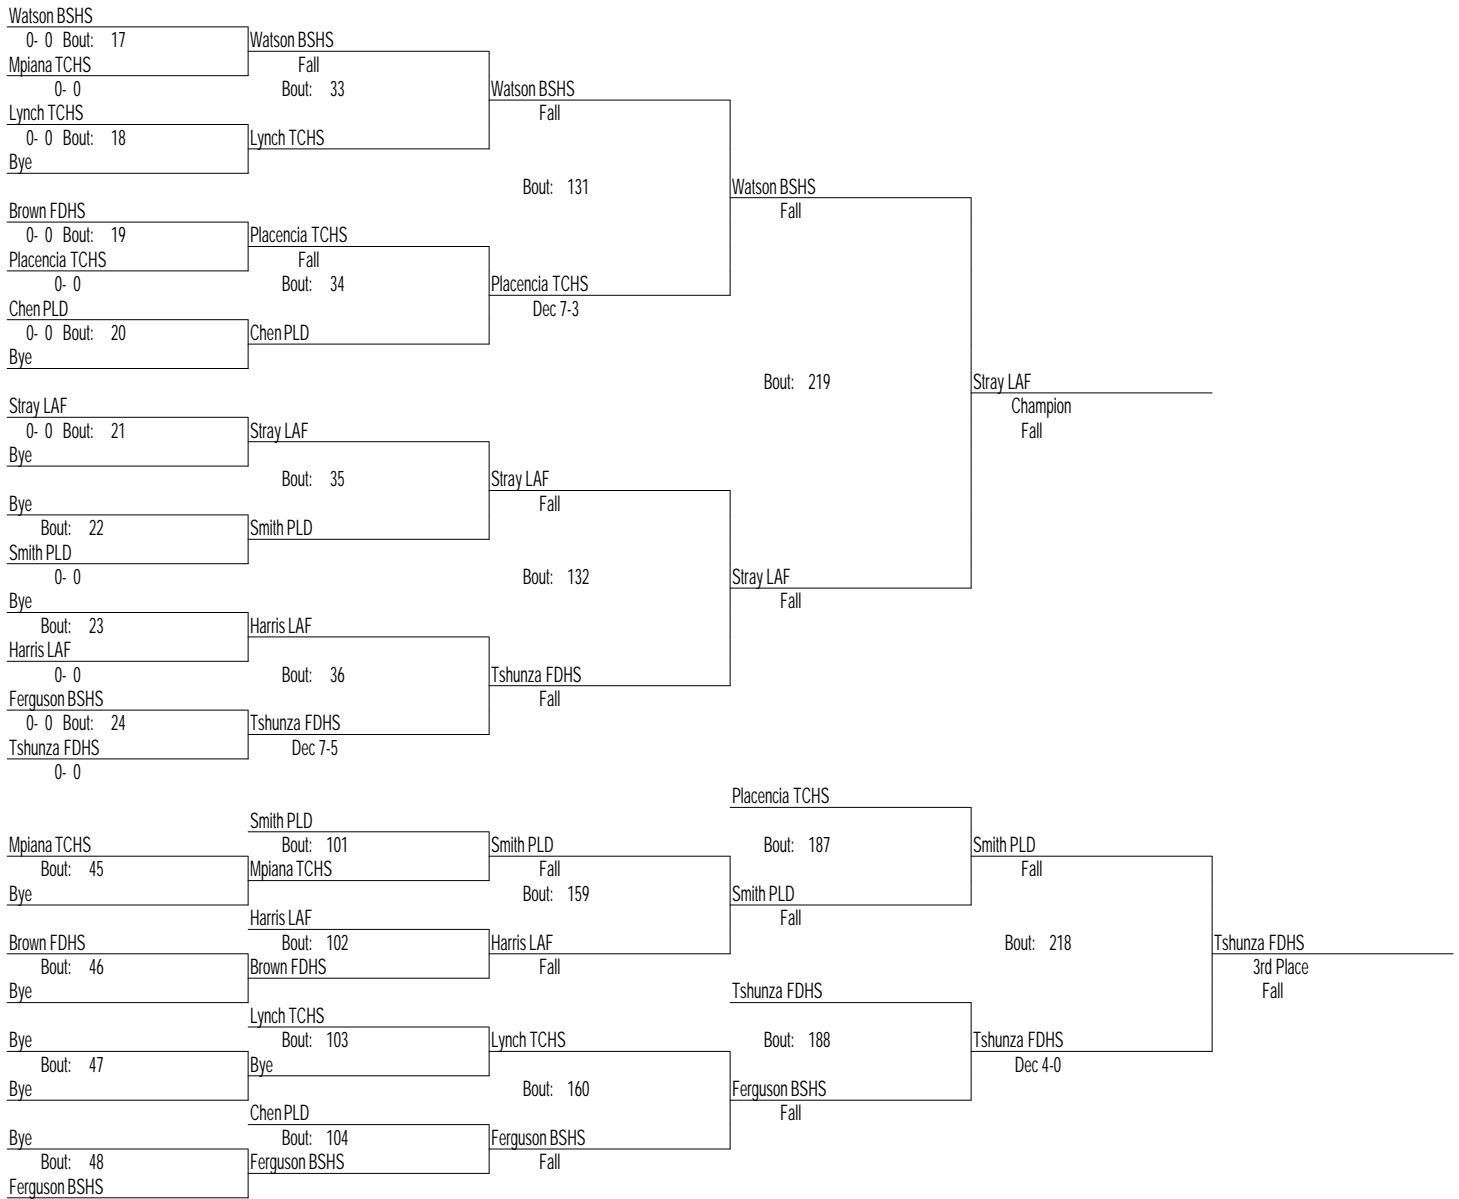 Watson BSHS
0- 0 Bout: 17
Watson BSHS
Mpiana TCHS
Fall
0- 0
Bout: 33
Watson BSHS
Lynch TCHS
Fall
0- 0 Bout: 18
Lynch TCHS
Bye
Bout: 131
Watson BSHS
Brown FDHS
Fall
0- 0 Bout: 19
Placencia TCHS
Placencia TCHS
Fall
0- 0
Bout: 34
Placencia TCHS
Chen PLD
Dec 7-3
0- 0 Bout: 20
Chen PLD
Bye
Bout: 219
Stray LAF
Stray LAF
Champion
0- 0 Bout: 21
Stray LAF
Fall
Bye
Bout: 35
Stray LAF
Bye
Fall
Bout: 22
Smith PLD
Smith PLD
0- 0
Bout: 132
Stray LAF
Bye
Fall
Bout: 23
Harris LAF
Harris LAF
0- 0
Bout: 36
Tshunza FDHS
Ferguson BSHS
Fall
0- 0 Bout: 24
Tshunza FDHS
Tshunza FDHS
Dec 7-5
0- 0
Placencia TCHS
Smith PLD
Mpiana TCHS
Bout: 101
Smith PLD
Bout: 187
Smith PLD
Bout: 45
Mpiana TCHS
Fall
Fall
Bye
Bout: 159
Smith PLD
Harris LAF
Fall
Brown FDHS
Bout: 102
Harris LAF
Bout: 218
Tshunza FDHS
Bout: 46
Brown FDHS
Fall
3rd Place
Bye
Tshunza FDHS
Fall
Lynch TCHS
Bye
Bout: 103
Lynch TCHS
Bout: 188
Tshunza FDHS
Bout: 47
Bye
Dec 4-0
Bye
Bout: 160
Ferguson BSHS
Chen PLD
Fall
Bye
Bout: 104
Ferguson BSHS
Bout: 48
Ferguson BSHS
Fall
Ferguson BSHS